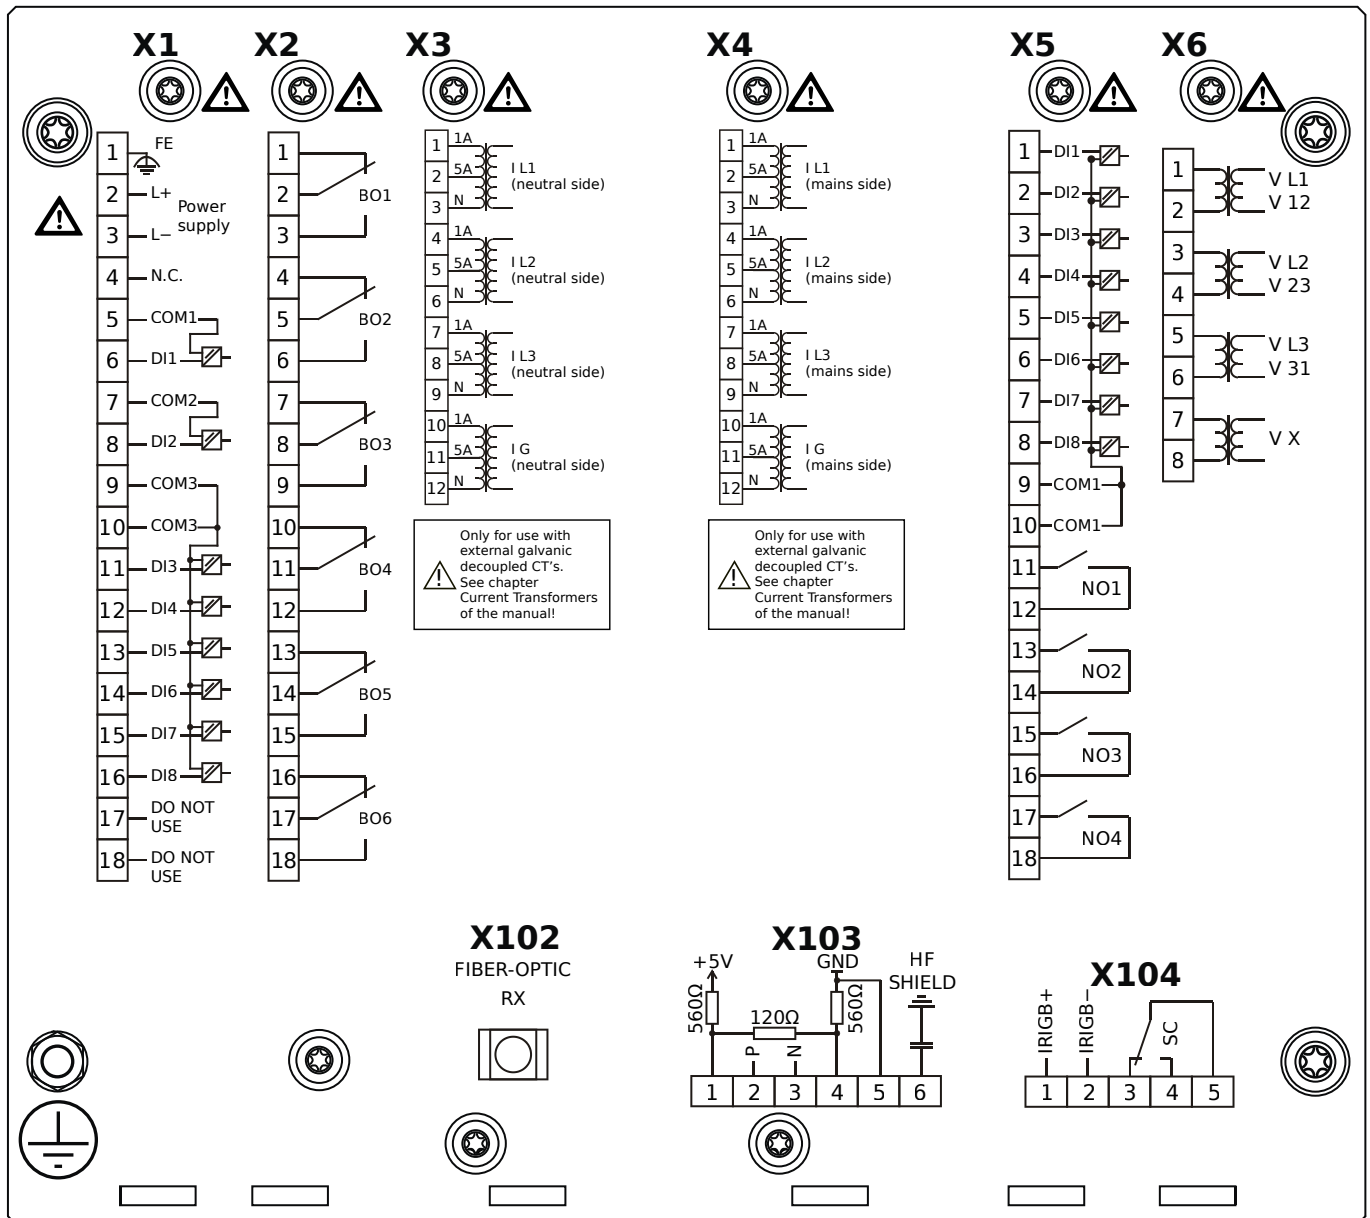 X1
X2
X3
X4
X5
X6
1 FE
2 L+
Power
supply
3 L−
4 N.C.
5 COM1
6 DI1
7 COM2
8 DI2
9 COM3
10 COM3
11 DI3
12 DI4
13 DI5
14 DI6
15 DI7
16 DI8
17 DO NOT
USE
18 DO NOT
USE
1
2 BO1
3
4
5 BO2
6
7
8 BO3
9
10
11 BO4
12
13
14 BO5
15
16
17 BO6
18
1 1A
I L1
2 5A
(neutral side)
3 N
4 1A
I L2
5 5A
(neutral side)
6 N
7 1A
I L3
8 5A
(neutral side)
9 N
10 1A
I G
11 5A
(neutral side)
12 N
Only for use with
external galvanic
decoupled CT’s.
See chapter
Current Transformers
of the manual!
1 1A
I L1
2 5A
(mains side)
3 N
4 1A
I L2
5 5A
(mains side)
6 N
7 1A
I L3
8 5A
(mains side)
9 N
10 1A
I G
11 5A
(mains side)
12 N
Only for use with
external galvanic
decoupled CT’s.
See chapter
Current Transformers
of the manual!
1 DI1
2 DI2
3 DI3
4 DI4
5 DI5
6 DI6
7 DI7
8 DI8
9 COM1
10 COM1
11
NO1
12
13
NO2
14
15
NO3
16
17
NO4
18
1
V L1
V 12
2
3
V L2
V 23
4
5
V L3
V 31
6
7
V X
8
X102
FIBER-OPTIC
RX
X103
+5V
GND
HF
SHIELD
560Ω
120Ω
560Ω
P
N
1 2 3 4 5 6
X104
IRIGB+
IRIGB−
SC
1 2 3 4 5